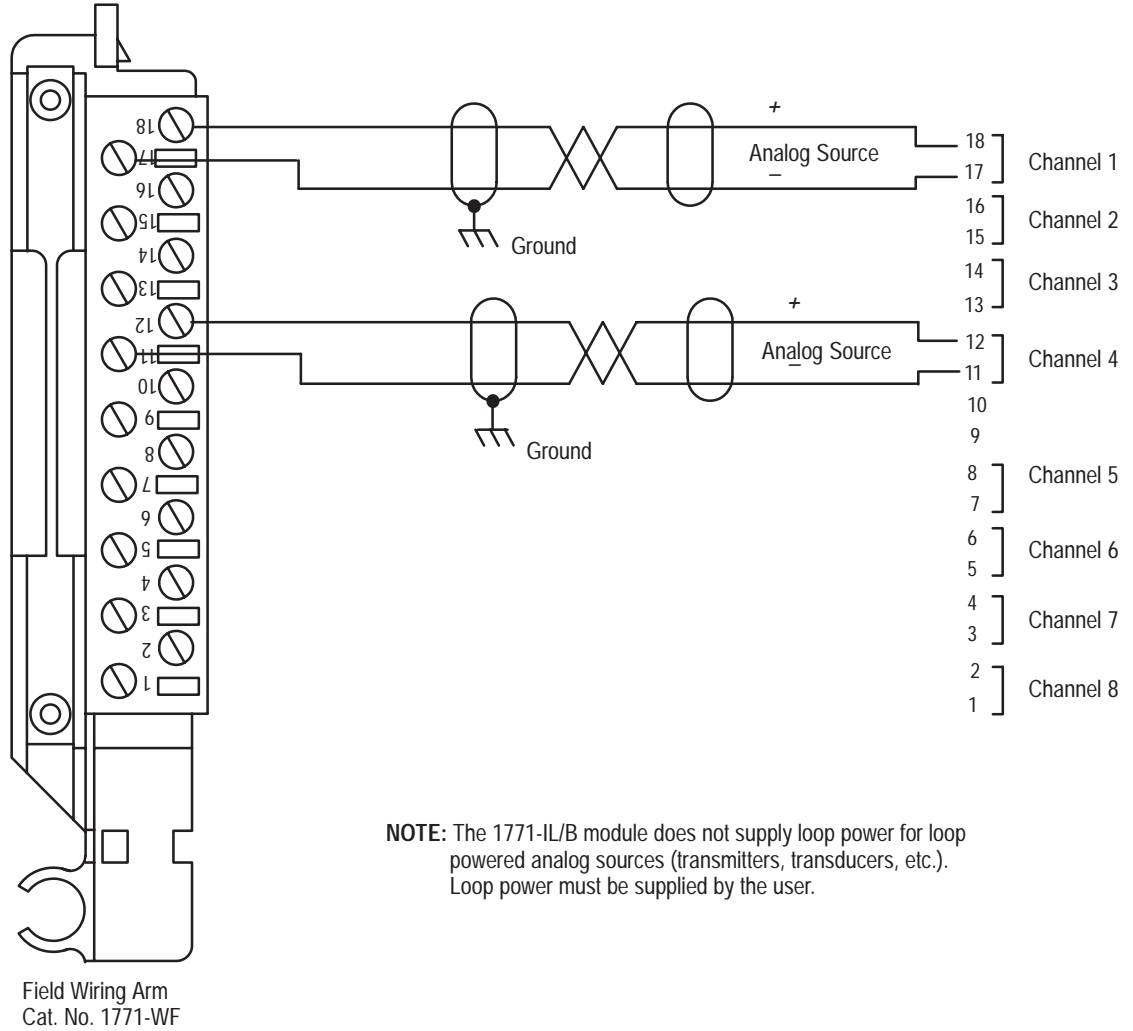 18
17
16
15
14
13
12
11
10
9
8
7
6
5
4
3
2
1
+
Analog Source
−
Ground
+
Analog Source
−
Ground
18
17
Channel 1
16
15
Channel 2
14
13
Channel 3
12
11
Channel 4
10
9
8
7
Channel 5
6
5
Channel 6
4
3
Channel 7
2
1
Channel 8
NOTE: The 1771-IL/B module does not supply loop power for loop
powered analog sources (transmitters, transducers, etc.).
Loop power must be supplied by the user.
Field Wiring Arm
Cat. No. 1771-WF